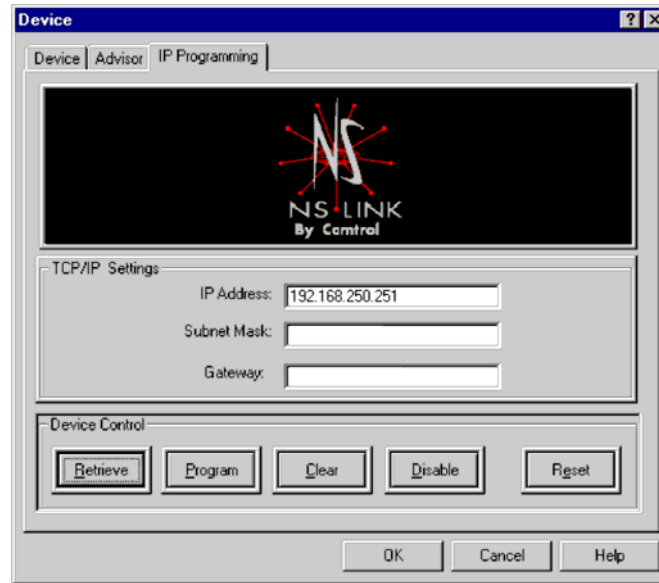 Device
Device Advisor IP Programming
NS LINK
By Comtrol
TCP/IP Settings
IP Address: 192.168.250.251
Subnet Mask:
Gateway:
Device Control
Retrieve Program Clear Disable Reset
OK Cancel Help